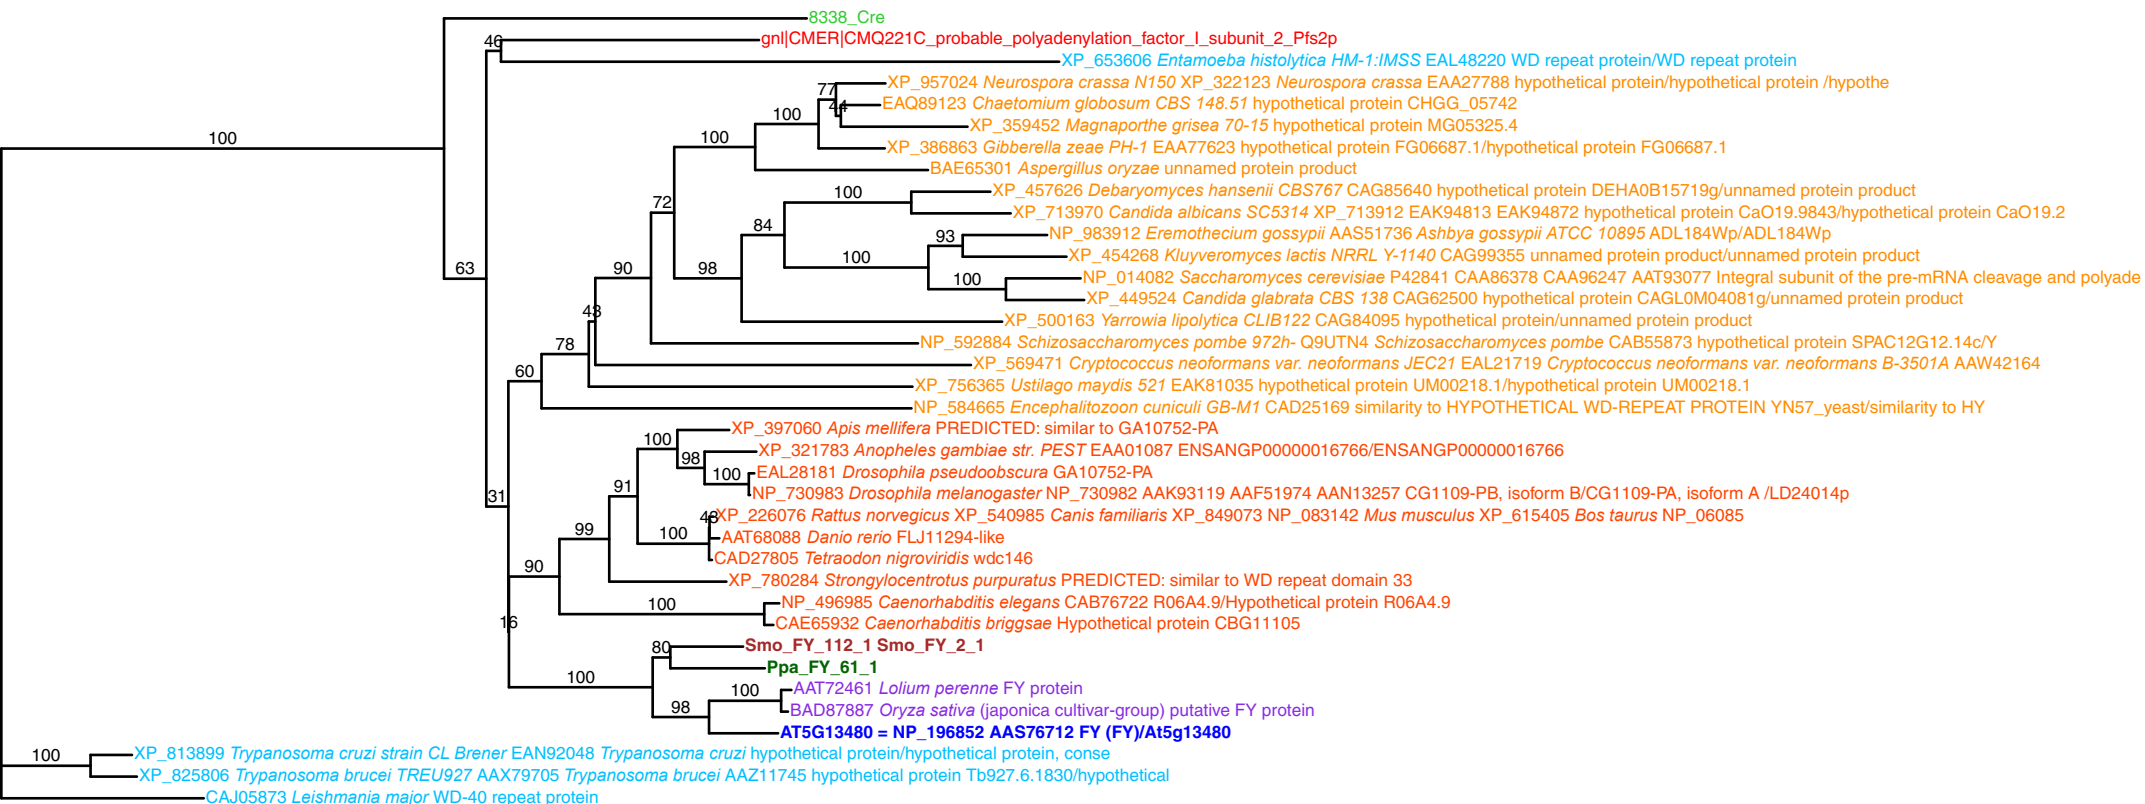 8338_Cre
46
gnl|CMER|CMQ221C_probable_polyadenylation_factor_I_subunit_2_Pfs2p
XP_653606 Entamoeba histolytica HM-1:IMSS EAL48220 WD repeat protein/WD repeat protein
XP_957024 Neurospora crassa N150 XP_322123 Neurospora crassa EAA27788 hypothetical protein/hypothetical protein /hypothe
77
44
EAQ89123 Chaetomium globosum CBS 148.51 hypothetical protein CHGG_05742
100
XP_359452 Magnaporthe grisea 70-15 hypothetical protein MG05325.4
100
100
XP_386863 Gibberella zeae PH-1 EAA77623 hypothetical protein FG06687.1/hypothetical protein FG06687.1
BAE65301 Aspergillus oryzae unnamed protein product
100
XP_457626 Debaryomyces hansenii CBS767 CAG85640 hypothetical protein DEHA0B15719g/unnamed protein product
72
XP_713970 Candida albicans SC5314 XP_713912 EAK94813 EAK94872 hypothetical protein CaO19.9843/hypothetical protein CaO19.2
84
93
NP_983912 Eremothecium gossypii AAS51736 Ashbya gossypii ATCC 10895 ADL184Wp/ADL184Wp
100
XP_454268 Kluyveromyces lactis NRRL Y-1140 CAG99355 unnamed protein product/unnamed protein product
63
90
98
100
NP_014082 Saccharomyces cerevisiae P42841 CAA86378 CAA96247 AAT93077 Integral subunit of the pre-mRNA cleavage and polyade
XP_449524 Candida glabrata CBS 138 CAG62500 hypothetical protein CAGL0M04081g/unnamed protein product
43
XP_500163 Yarrowia lipolytica CLIB122 CAG84095 hypothetical protein/unnamed protein product
78
NP_592884 Schizosaccharomyces pombe 972h- Q9UTN4 Schizosaccharomyces pombe CAB55873 hypothetical protein SPAC12G12.14c/Y
60
XP_569471 Cryptococcus neoformans var. neoformans JEC21 EAL21719 Cryptococcus neoformans var. neoformans B-3501A AAW42164
XP_756365 Ustilago maydis 521 EAK81035 hypothetical protein UM00218.1/hypothetical protein UM00218.1
NP_584665 Encephalitozoon cuniculi GB-M1 CAD25169 similarity to HYPOTHETICAL WD-REPEAT PROTEIN YN57_yeast/similarity to HY
XP_397060 Apis mellifera PREDICTED: similar to GA10752-PA
100
XP_321783 Anopheles gambiae str. PEST EAA01087 ENSANGP00000016766/ENSANGP00000016766
98
100
EAL28181 Drosophila pseudoobscura GA10752-PA
31
91
NP_730983 Drosophila melanogaster NP_730982 AAK93119 AAF51974 AAN13257 CG1109-PB, isoform B/CG1109-PA, isoform A /LD24014p
43
XP_226076 Rattus norvegicus XP_540985 Canis familiaris XP_849073 NP_083142 Mus musculus XP_615405 Bos taurus NP_06085
99
100
AAT68088 Danio rerio FLJ11294-like
CAD27805 Tetraodon nigroviridis wdc146
90
XP_780284 Strongylocentrotus purpuratus PREDICTED: similar to WD repeat domain 33
100
NP_496985 Caenorhabditis elegans CAB76722 R06A4.9/Hypothetical protein R06A4.9
16
CAE65932 Caenorhabditis briggsae Hypothetical protein CBG11105
80
Smo_FY_112_1 Smo_FY_2_1
100
Ppa_FY_61_1
100
AAT72461 Lolium perenne FY protein
98
BAD87887 Oryza sativa (japonica cultivar-group) putative FY protein
AT5G13480 = NP_196852 AAS76712 FY (FY)/At5g13480
100
XP_813899 Trypanosoma cruzi strain CL Brener EAN92048 Trypanosoma cruzi hypothetical protein/hypothetical protein, conse
XP_825806 Trypanosoma brucei TREU927 AAX79705 Trypanosoma brucei AAZ11745 hypothetical protein Tb927.6.1830/hypothetical
CAJ05873 Leishmania major WD-40 repeat protein